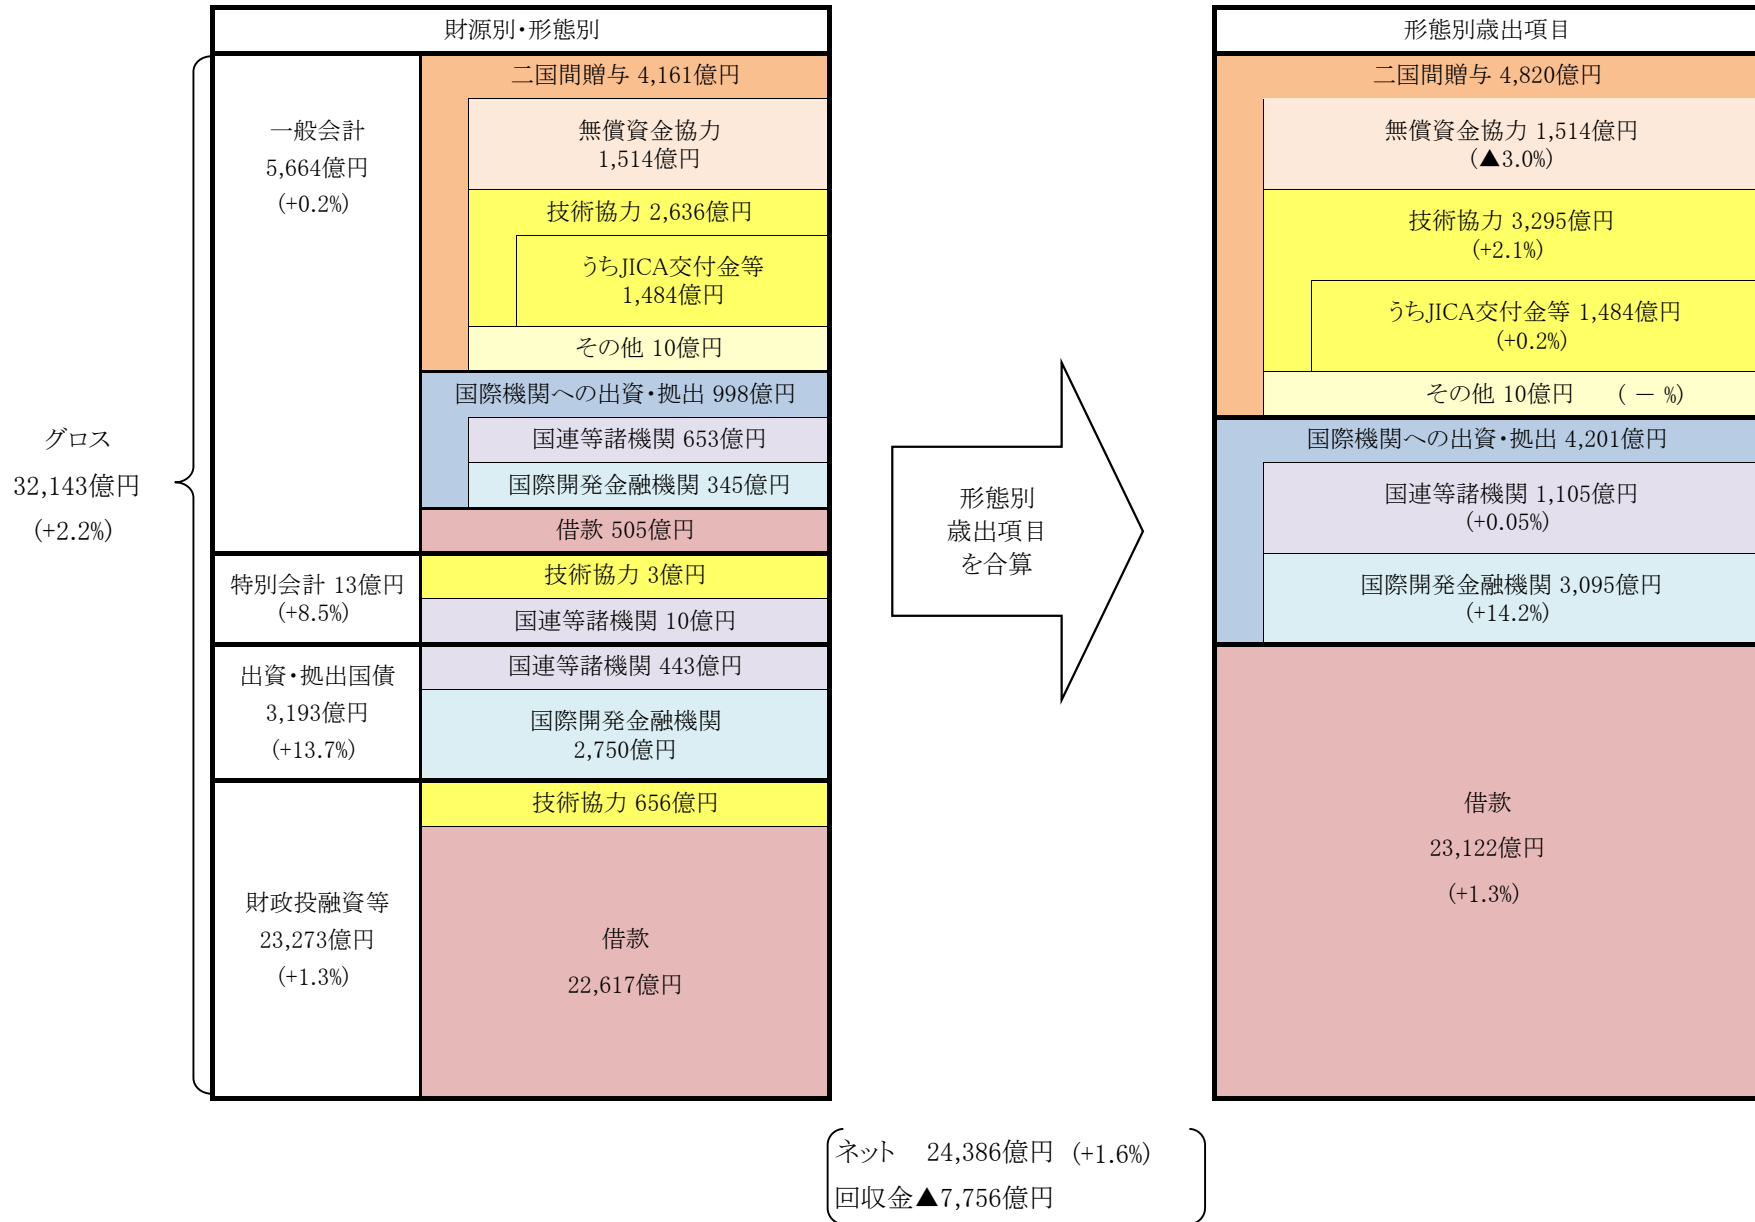 財源別・形態別
グロス
32,143億円
(+2.2%)
一般会計
5,664億円
(+0.2%)
二国間贈与 4,161億円
無償資金協力
1,514億円
技術協力 2,636億円
うちJICA交付金等
1,484億円
その他 10億円
国際機関への出資・拠出 998億円
国連等諸機関 653億円
国際開発金融機関 345億円
借款 505億円
特別会計 13億円
(+8.5%)
技術協力 3億円
国連等諸機関 10億円
出資・拠出国債
3,193億円
(+13.7%)
国連等諸機関 443億円
国際開発金融機関
2,750億円
財政投融資等
23,273億円
(+1.3%)
技術協力 656億円
借款
22,617億円
形態別
歳出項目
を合算
形態別歳出項目
二国間贈与 4,820億円
無償資金協力 1,514億円
(▲3.0%)
技術協力 3,295億円
(+2.1%)
うちJICA交付金等 1,484億円
(+0.2%)
その他 10億円 ( － %)
国際機関への出資・拠出 4,201億円
国連等諸機関 1,105億円
(+0.05%)
国際開発金融機関 3,095億円
(+14.2%)
借款
23,122億円
(+1.3%)
ネット 24,386億円 (+1.6%)
回収金▲7,756億円